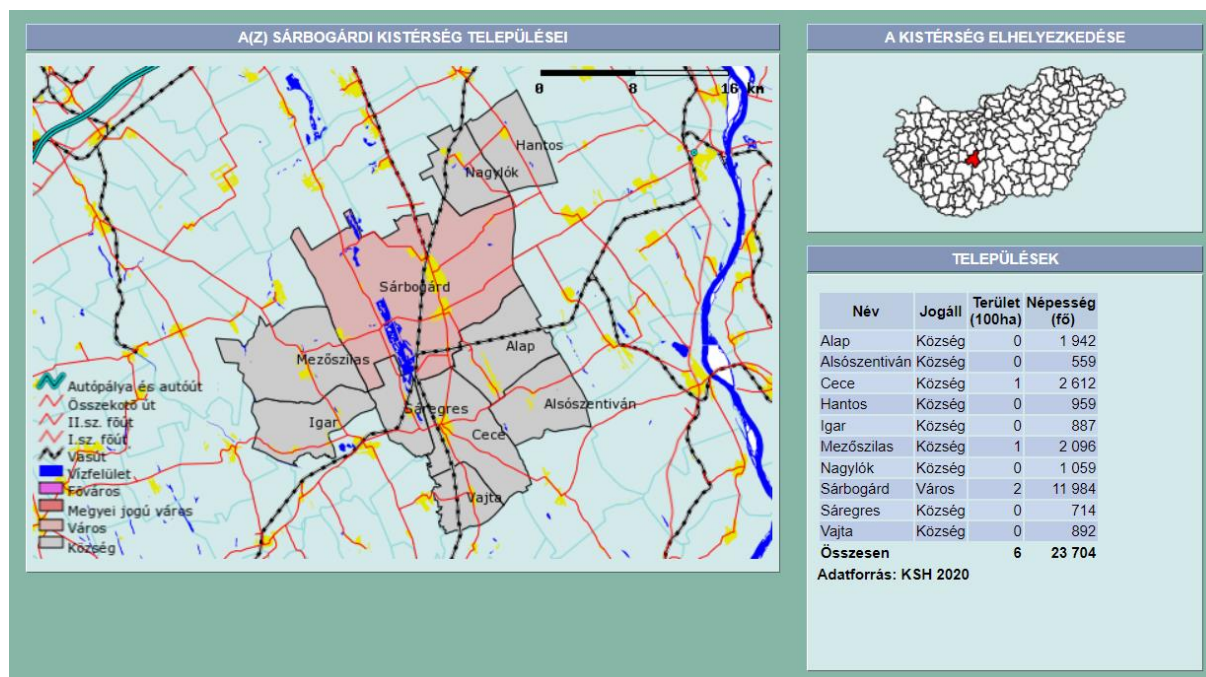 A(Z) SÁRBOGÁRDI KISTÉRSÉG TELEPÜLÉSEI
0 8 16 km
Hantos
Nagylók
Sárbogárd
Alap
Mezőszilas
Alsószentiván
Sáregres
Igar
Cece
Vajta
Autópálya és autóút
Összekötő út
II.sz. főút
I.sz. főút
Vasút
Vízfelület
Főváros
Megyei jogú város
Város
Község
A KISTÉRSÉG ELHELYEZKEDÉSE
TELEPÜLÉSEK
Név Jogáll Terület (100ha) Népesség (fő)
Alap Község 0 1 942
Alsószentiván Község 0 559
Cece Község 1 2 612
Hantos Község 0 959
Igar Község 0 887
Mezőszilas Község 1 2 096
Nagylók Község 0 1 059
Sárbogárd Város 2 11 984
Sáregres Község 0 714
Vajta Község 0 892
Összesen 6 23 704
Adatforrás: KSH 2020